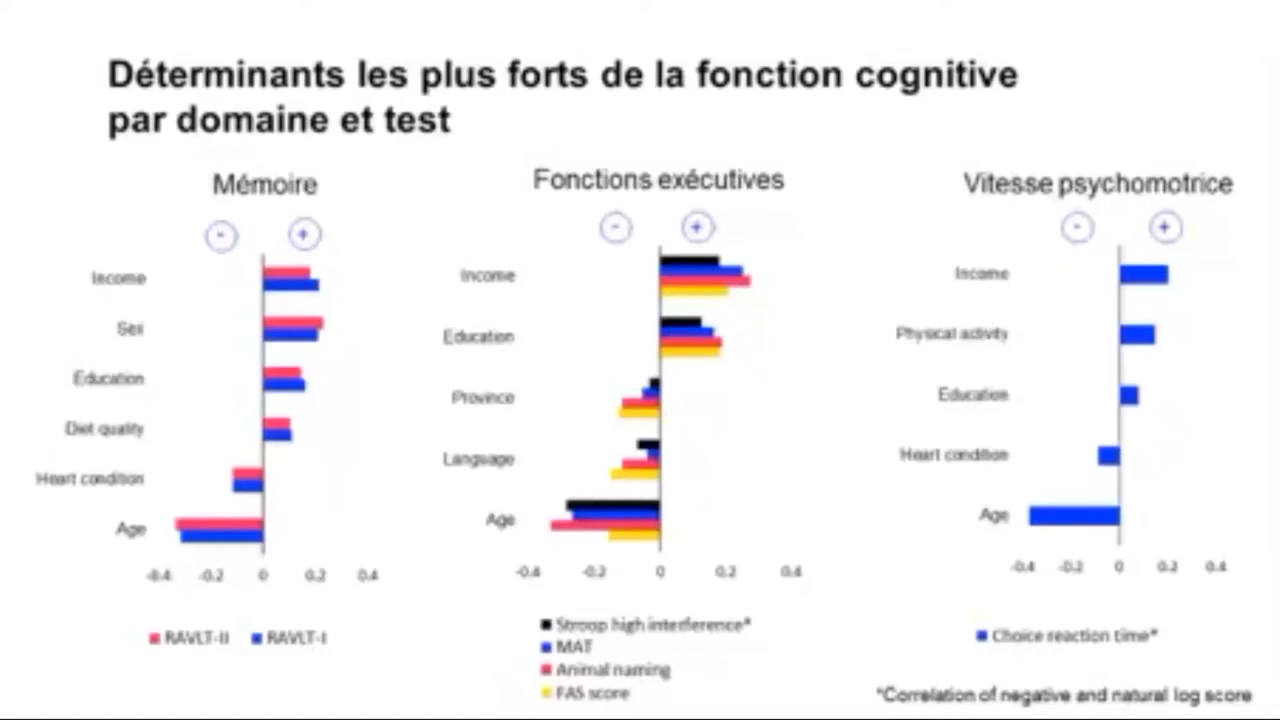 Déterminants les plus forts de la fonction cognitive
par domaine et test
Mémoire
- +
Income
Sex
Education
Diet quality
Heart condition
Age
-0.4 -0.2 0 0.2 0.4
RAVLT-II RAVLT-I
Fonctions exécutives
- +
Income
Education
Province
Language
Age
-0.4 -0.2 0 0.2 0.4
Stroop high interference*
MAT
Animal naming
FAS score
Vitesse psychomotrice
- +
Income
Physical activity
Education
Heart condition
Age
-0.4 -0.2 0 0.2 0.4
Choice reaction time*
*Correlation of negative and natural log score